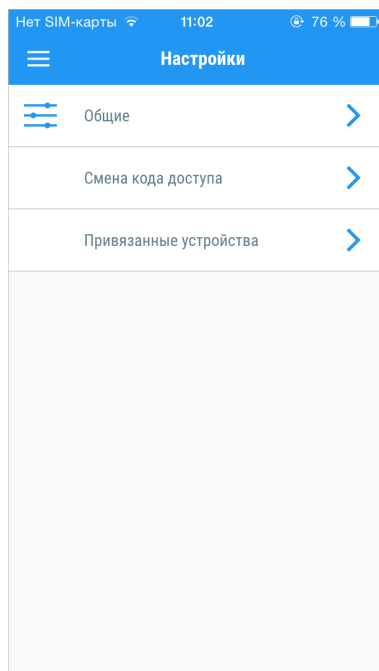 Нет SIM-карты 11:02 76 %
Настройки
Общие
Смена кода доступа
Привязанные устройства